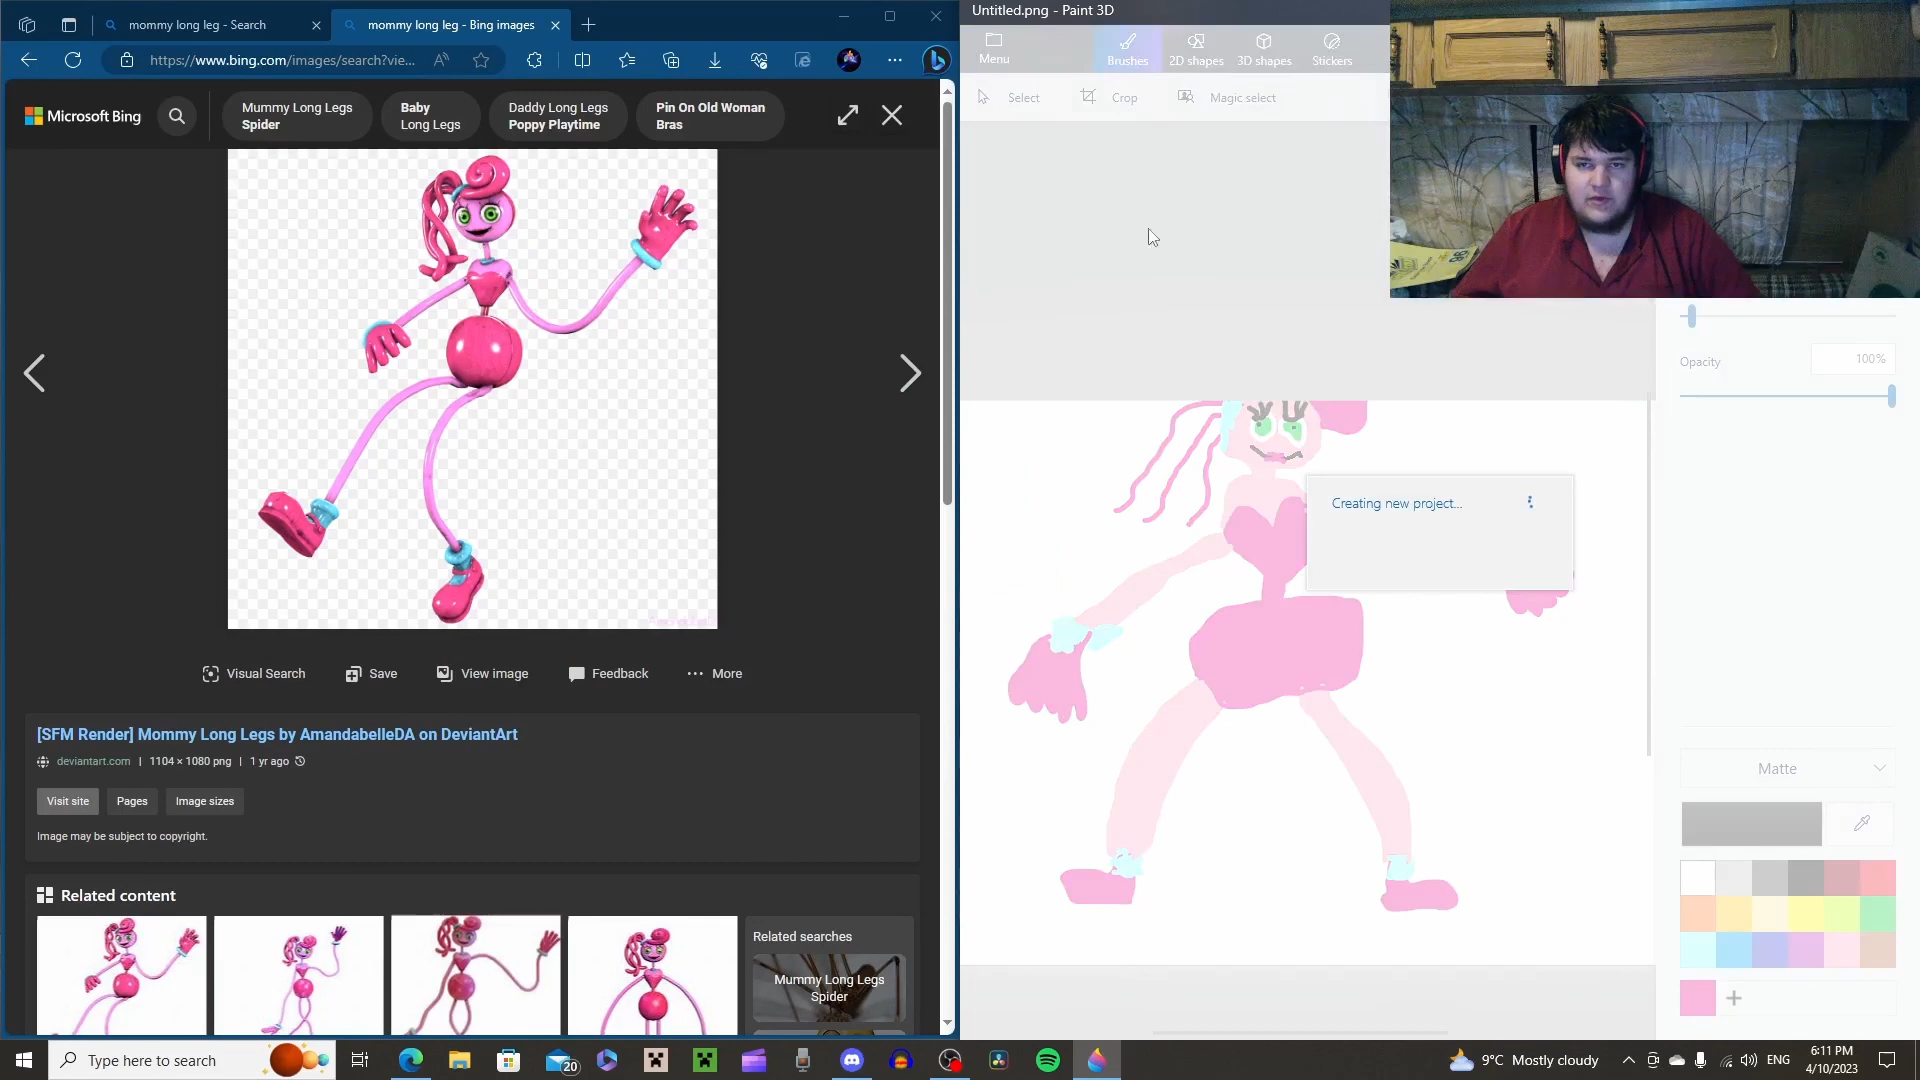 mommy long leg - Search
mommy long leg - Bing images
https://www.bing.com/images/search?vie...
Microsoft Bing
Mummy Long Legs
Spider
Baby
Long Legs
Daddy Long Legs
Poppy Playtime
Pin On Old Woman
Bras
Visual Search
Save
View image
Feedback
More
[SFM Render] Mommy Long Legs by AmandabelleDA on DeviantArt
deviantart.com | 1104 × 1080 png | 1 yr ago
Visit site
Pages
Image sizes
Image may be subject to copyright.
Related content
Related searches
Mummy Long Legs
Spider
Untitled.png - Paint 3D
Menu
Brushes
2D shapes
3D shapes
Stickers
Select
Crop
Magic select
Opacity
100%
Creating new project...
Matte
Type here to search
20
9°C Mostly cloudy
ENG
6:11 PM
4/10/2023